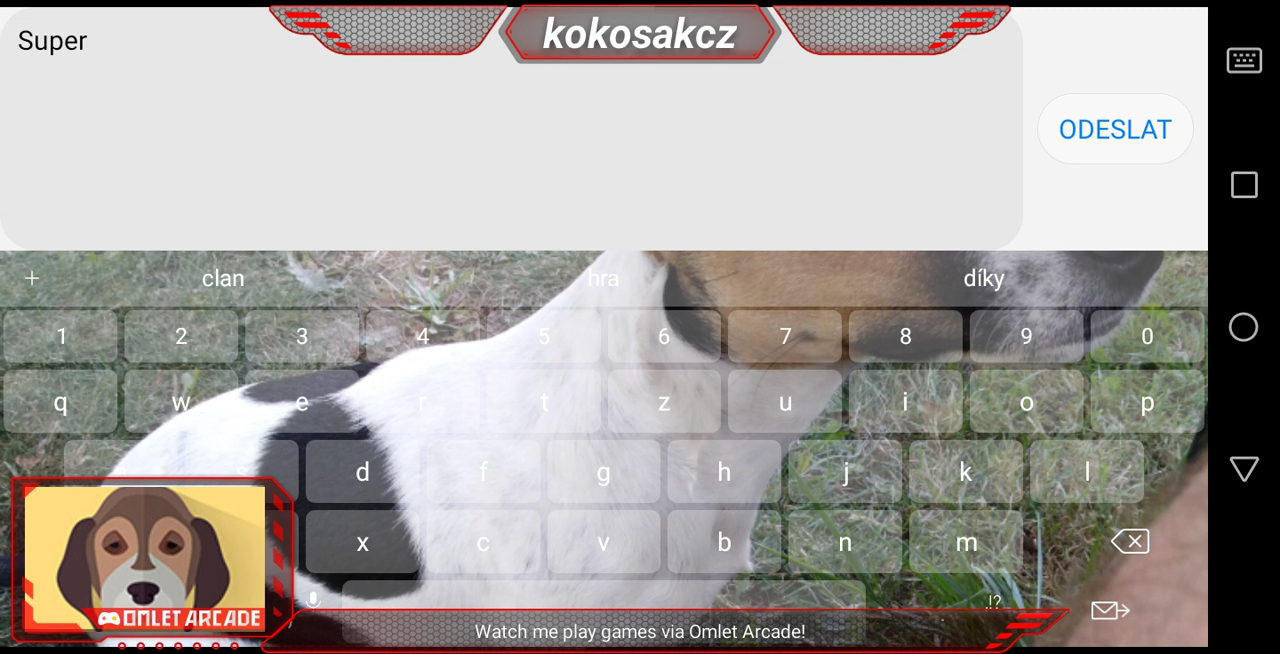 kokosakcz
Super
ODESLAT
clan hra díky
1 2 3 4 5 6 7 8 9 0
q w e r t z u i o p
s d f g h j k l
x c v b n m
!?
OMLET ARCADE
Watch me play games via Omlet Arcade!